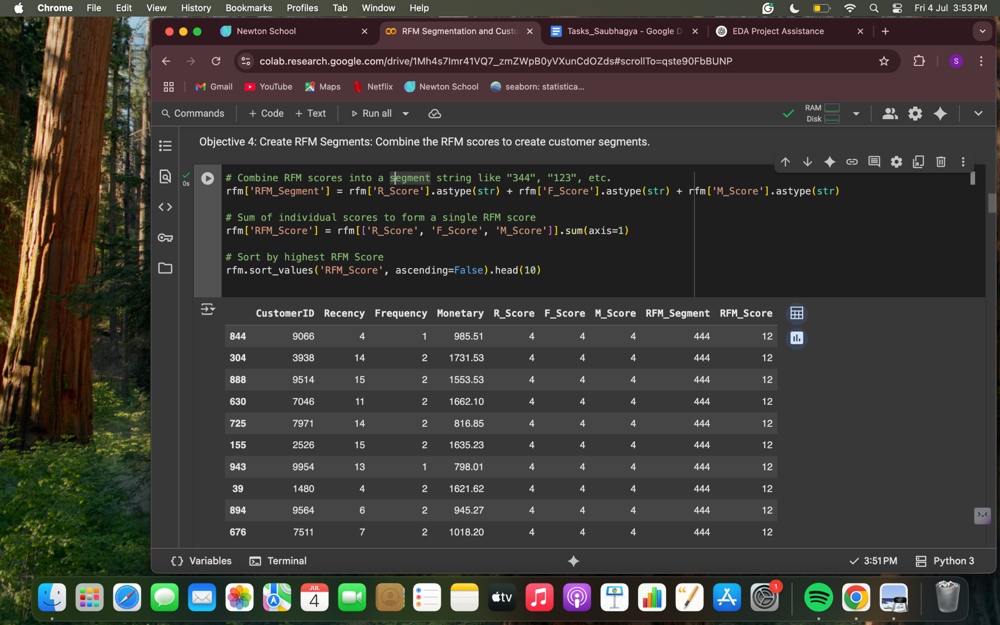 Chrome File Edit View History Bookmarks Profiles Tab Window Help Fri 4 Jul 3:53 PM
Newton School RFM Segmentation and Custo Tasks_Saubhagya - Google D EDA Project Assistance
colab.research.google.com/drive/1Mh4s7Imr41VQ7_zmZWpB0yVXunCdOZds#scrollTo=qste90FbBUNP S
Gmail YouTube Maps Netflix Newton School seaborn: statistica...
Commands + Code + Text Run all RAM
Disk
Objective 4: Create RFM Segments: Combine the RFM scores to create customer segments.
0s
# Combine RFM scores into a segment string like "344", "123", etc.
rfm['RFM_Segment'] = rfm['R_Score'].astype(str) + rfm['F_Score'].astype(str) + rfm['M_Score'].astype(str)
# Sum of individual scores to form a single RFM score
rfm['RFM_Score'] = rfm[['R_Score', 'F_Score', 'M_Score']].sum(axis=1)
# Sort by highest RFM Score
rfm.sort_values('RFM_Score', ascending=False).head(10)
CustomerID Recency Frequency Monetary R_Score F_Score M_Score RFM_Segment RFM_Score
844 9066 4 1 985.51 4 4 4 444 12
304 3938 14 2 1731.53 4 4 4 444 12
888 9514 15 2 1553.53 4 4 4 444 12
630 7046 11 2 1662.10 4 4 4 444 12
725 7971 14 2 816.85 4 4 4 444 12
155 2526 15 2 1635.23 4 4 4 444 12
943 9954 13 1 798.01 4 4 4 444 12
39 1480 4 2 1621.62 4 4 4 444 12
894 9564 6 2 945.27 4 4 4 444 12
676 7511 7 2 1018.20 4 4 4 444 12
{} Variables Terminal 3:51 PM Python 3
JUL
4
tv
1